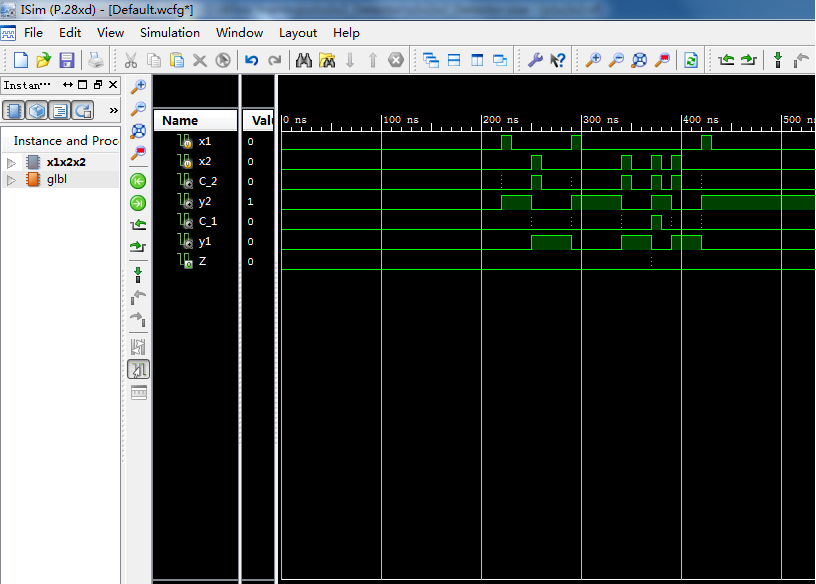 ISim (P.28xd) - [Default.wcfg*]
File Edit View Simulation Window Layout Help
Instan···
Instance and Proc
x1x2x2
glbl
Name Valu
0 ns 100 ns 200 ns 300 ns 400 ns 500 ns
x1 0
x2 0
C_2 0
y2 1
C_1 0
y1 0
Z 0